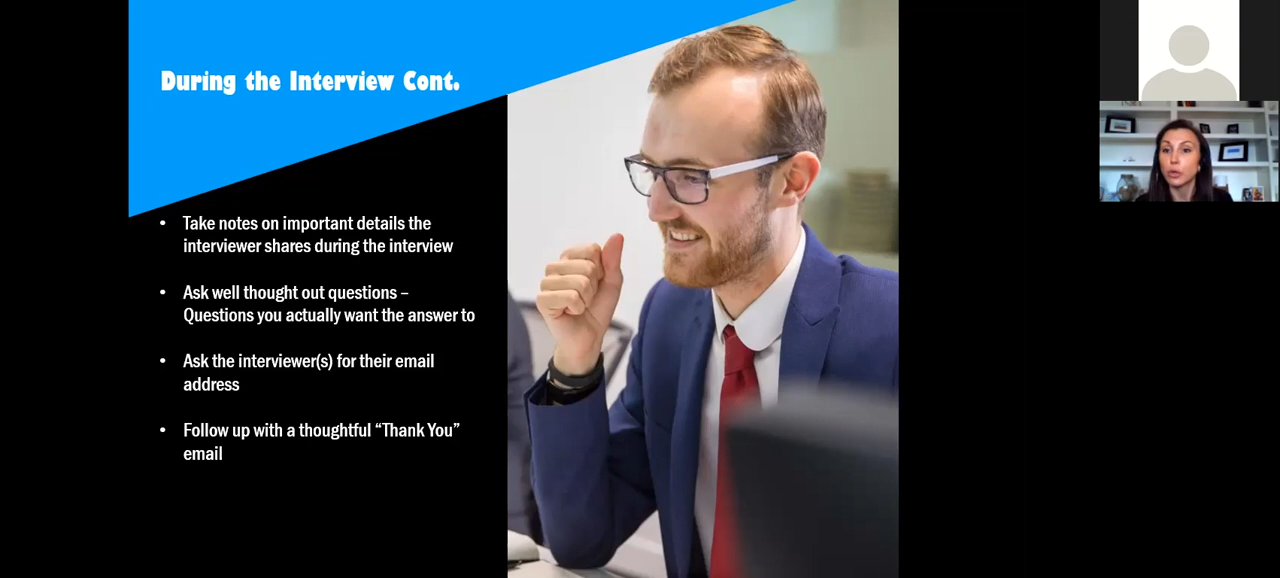 During the Interview Cont.
• Take notes on important details the
interviewer shares during the interview
• Ask well thought out questions –
Questions you actually want the answer to
• Ask the interviewer(s) for their email
address
• Follow up with a thoughtful “Thank You”
email